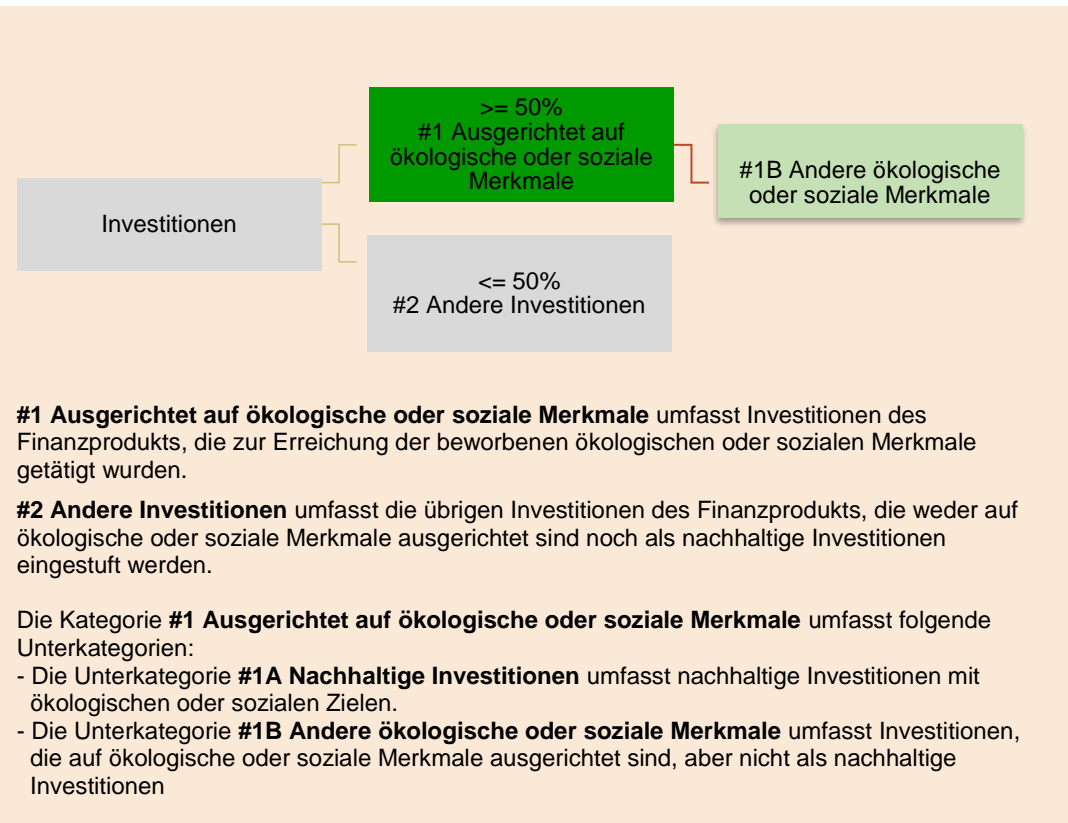 >= 50%
#1 Ausgerichtet auf
ökologische oder soziale
Merkmale
#1B Andere ökologische
oder soziale Merkmale
Investitionen
<= 50%
#2 Andere Investitionen
#1 Ausgerichtet auf ökologische oder soziale Merkmale umfasst Investitionen des
Finanzprodukts, die zur Erreichung der beworbenen ökologischen oder sozialen Merkmale
getätigt wurden.
#2 Andere Investitionen umfasst die übrigen Investitionen des Finanzprodukts, die weder auf
ökologische oder soziale Merkmale ausgerichtet sind noch als nachhaltige Investitionen
eingestuft werden.
Die Kategorie #1 Ausgerichtet auf ökologische oder soziale Merkmale umfasst folgende
Unterkategorien:
- Die Unterkategorie #1A Nachhaltige Investitionen umfasst nachhaltige Investitionen mit
ökologischen oder sozialen Zielen.
- Die Unterkategorie #1B Andere ökologische oder soziale Merkmale umfasst Investitionen,
die auf ökologische oder soziale Merkmale ausgerichtet sind, aber nicht als nachhaltige
Investitionen